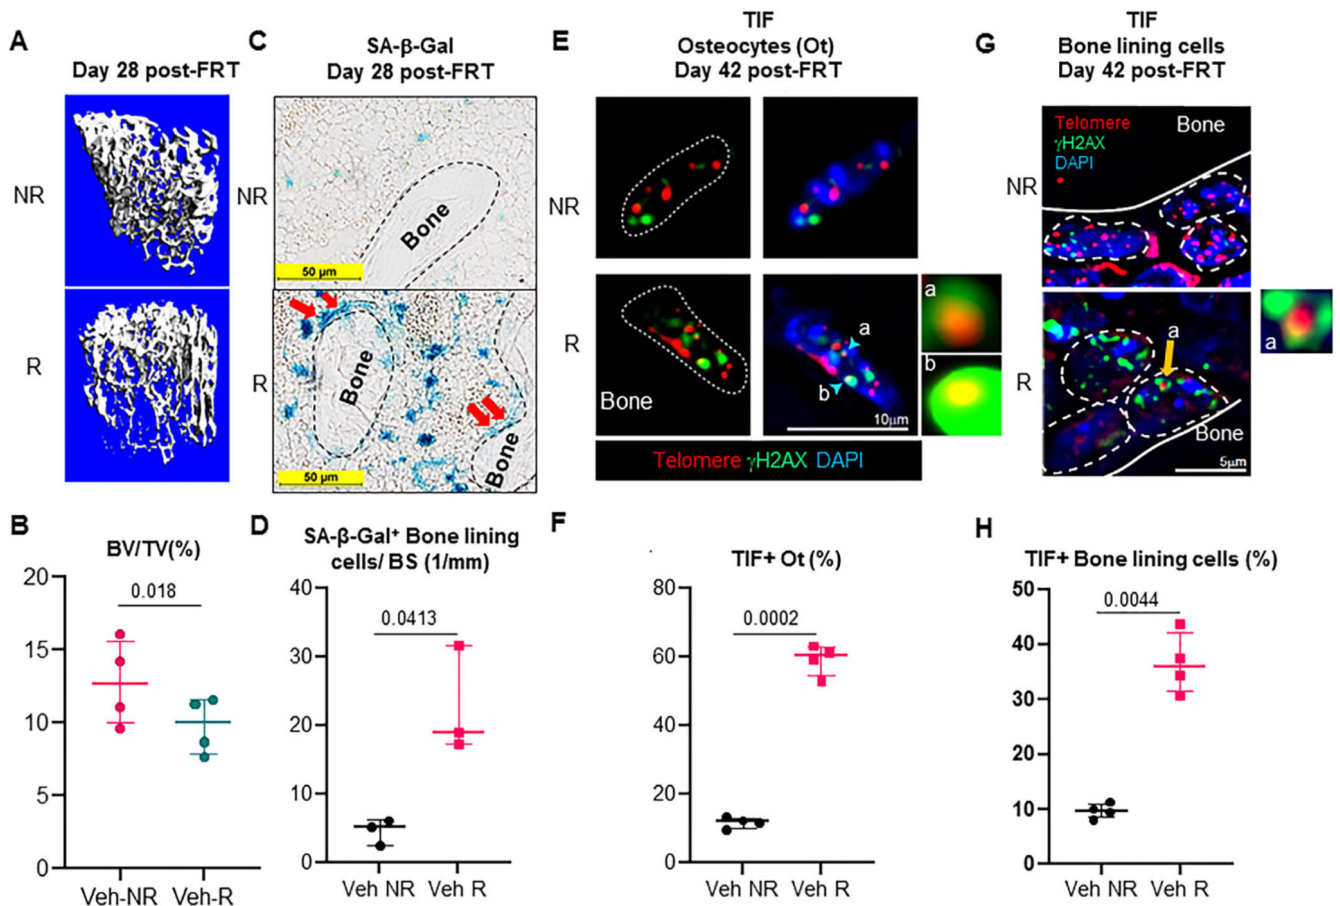 A
Day 28 post-FRT
NR
R
C
SA-β-Gal
Day 28 post-FRT
NR
Bone
50 µm
R
Bone
Bone
50 µm
E
TIF
Osteocytes (Ot)
Day 42 post-FRT
NR
R
Bone
a
b
10µm
a
b
Telomere γH2AX DAPI
G
TIF
Bone lining cells
Day 42 post-FRT
NR
Telomere
γH2AX
DAPI
Bone
R
a
Bone
5µm
a
B
BV/TV(%)
20
15
10
5
0
0.018
Veh-NR Veh-R
D
SA-β-Gal⁺ Bone lining
cells/ BS (1/mm)
40
30
20
10
0
0.0413
Veh NR Veh R
F
TIF+ Ot (%)
80
60
40
20
0
0.0002
Veh NR Veh R
H
TIF+ Bone lining cells (%)
50
40
30
20
10
0
0.0044
Veh NR Veh R